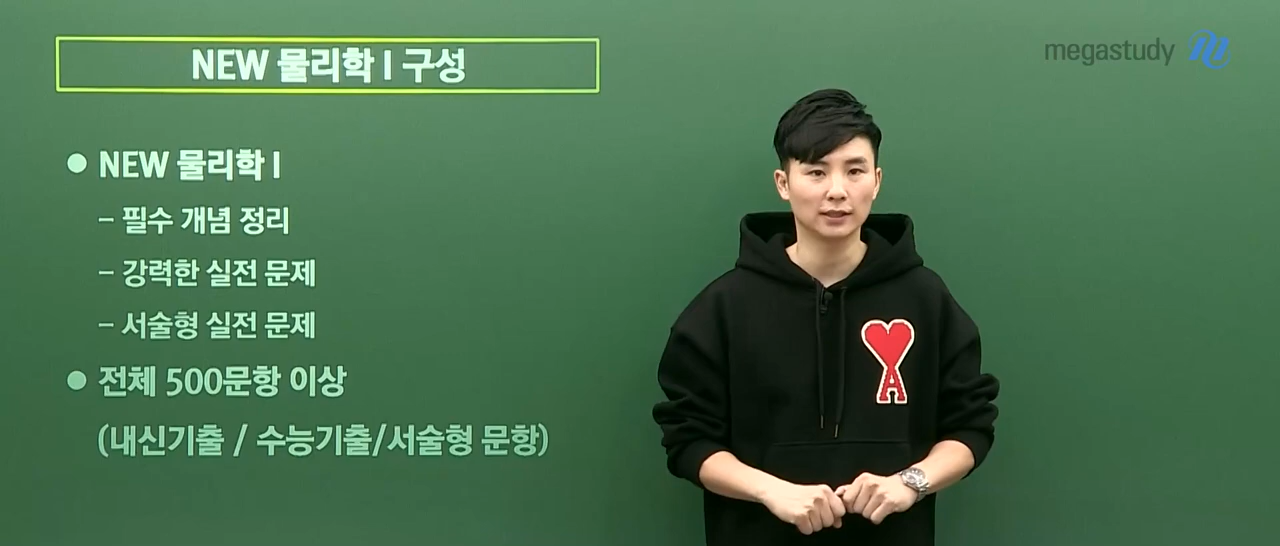 NEW 물리학 I 구성
megastudy
● NEW 물리학 I
– 필수 개념 정리
– 강력한 실전 문제
– 서술형 실전 문제
● 전체 500문항 이상
(내신기출 / 수능기출/서술형 문항)
A